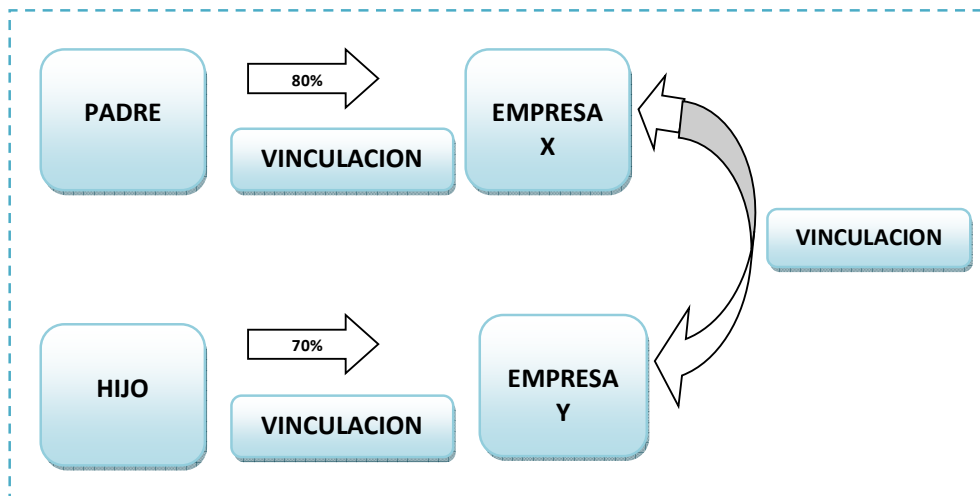 PADRE
80%
VINCULACION
EMPRESA
X
VINCULACION
HIJO
70%
VINCULACION
EMPRESA
Y